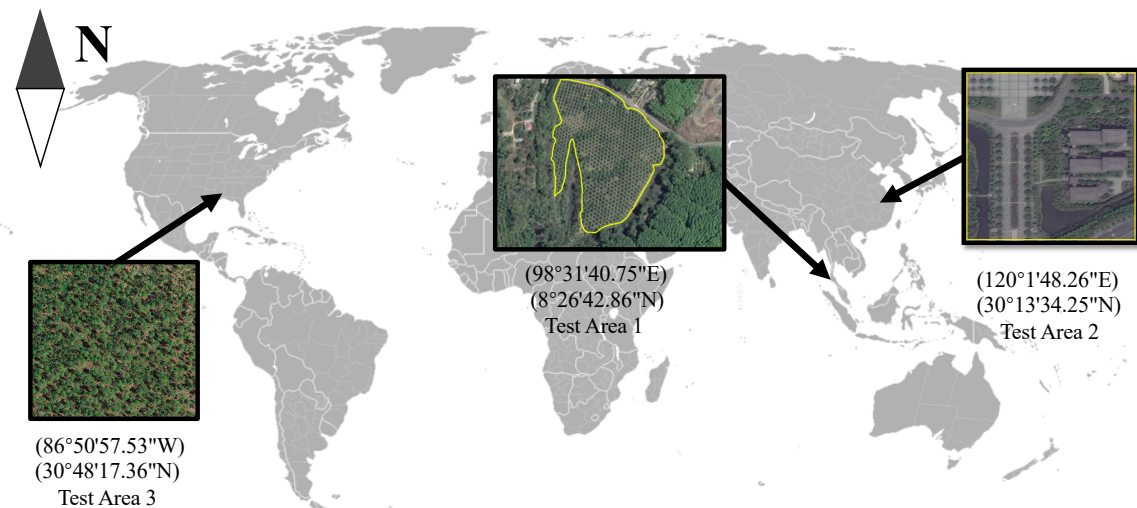 N
(98°31'40.75"E)
(8°26'42.86"N)
Test Area 1
(120°1'48.26"E)
(30°13'34.25"N)
Test Area 2
(86°50'57.53"W)
(30°48'17.36"N)
Test Area 3